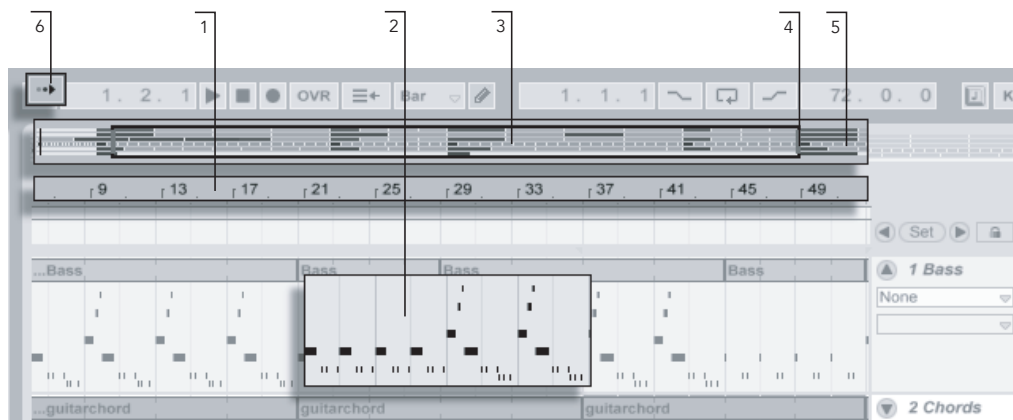 6 1 2 3 4 5
1 . 2 . 1 OVR Bar 1 . 1 . 1 72 . 0 . 0 K
9 13 17 21 25 29 33 37 41 45 49
Set
...Bass Bass Bass Bass 1 Bass
None
...guitarchord guitarchord guitarchord 2 Chords